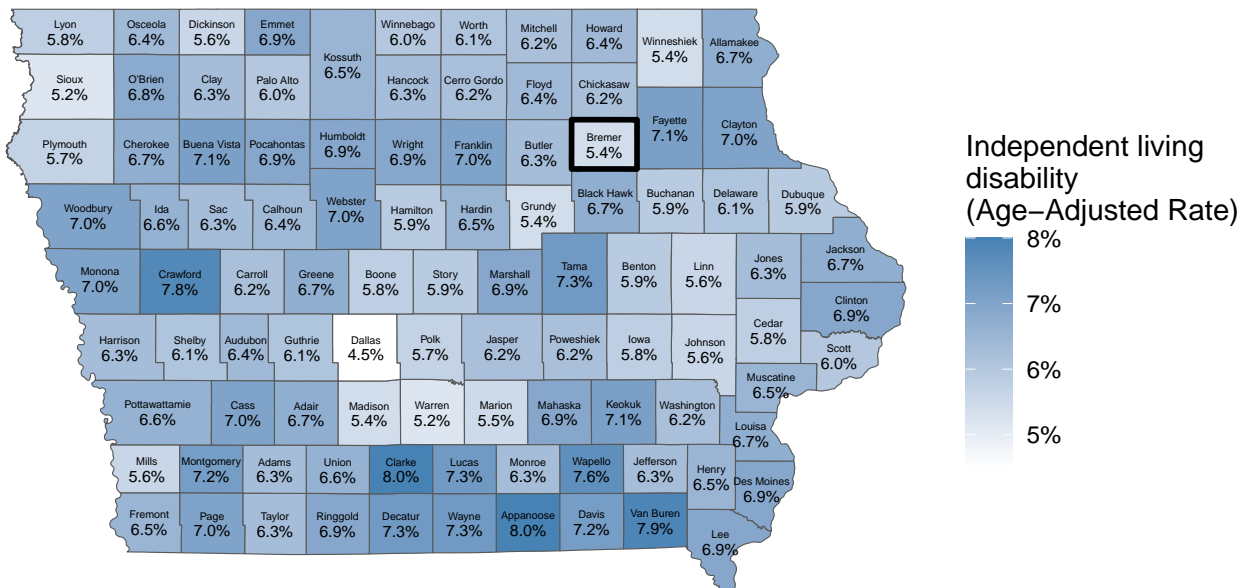 Lyon
5.8%
Osceola
6.4%
Dickinson
5.6%
Emmet
6.9%
Kossuth
6.5%
Winnebago
6.0%
Worth
6.1%
Mitchell
6.2%
Howard
6.4%
Winneshiek
5.4%
Allamakee
6.7%
Sioux
5.2%
O'Brien
6.8%
Clay
6.3%
Palo Alto
6.0%
Hancock
6.3%
Cerro Gordo
6.2%
Floyd
6.4%
Chickasaw
6.2%
Plymouth
5.7%
Cherokee
6.7%
Buena Vista
7.1%
Pocahontas
6.9%
Humboldt
6.9%
Wright
6.9%
Franklin
7.0%
Butler
6.3%
Bremer
5.4%
Fayette
7.1%
Clayton
7.0%
Woodbury
7.0%
Ida
6.6%
Sac
6.3%
Calhoun
6.4%
Webster
7.0%
Hamilton
5.9%
Hardin
6.5%
Grundy
5.4%
Black Hawk
6.7%
Buchanan
5.9%
Delaware
6.1%
Dubuque
5.9%
Monona
7.0%
Crawford
7.8%
Carroll
6.2%
Greene
6.7%
Boone
5.8%
Story
5.9%
Marshall
6.9%
Tama
7.3%
Benton
5.9%
Linn
5.6%
Jones
6.3%
Jackson
6.7%
Clinton
6.9%
Harrison
6.3%
Shelby
6.1%
Audubon
6.4%
Guthrie
6.1%
Dallas
4.5%
Polk
5.7%
Jasper
6.2%
Poweshiek
6.2%
Iowa
5.8%
Johnson
5.6%
Cedar
5.8%
Scott
6.0%
Muscatine
6.5%
Pottawattamie
6.6%
Cass
7.0%
Adair
6.7%
Madison
5.4%
Warren
5.2%
Marion
5.5%
Mahaska
6.9%
Keokuk
7.1%
Washington
6.2%
Louisa
6.7%
Mills
5.6%
Montgomery
7.2%
Adams
6.3%
Union
6.6%
Clarke
8.0%
Lucas
7.3%
Monroe
6.3%
Wapello
7.6%
Jefferson
6.3%
Henry
6.5%
Des Moines
6.9%
Fremont
6.5%
Page
7.0%
Taylor
6.3%
Ringgold
6.9%
Decatur
7.3%
Wayne
7.3%
Appanoose
8.0%
Davis
7.2%
Van Buren
7.9%
Lee
6.9%
Independent living
disability
(Age−Adjusted Rate)
8%
7%
6%
5%